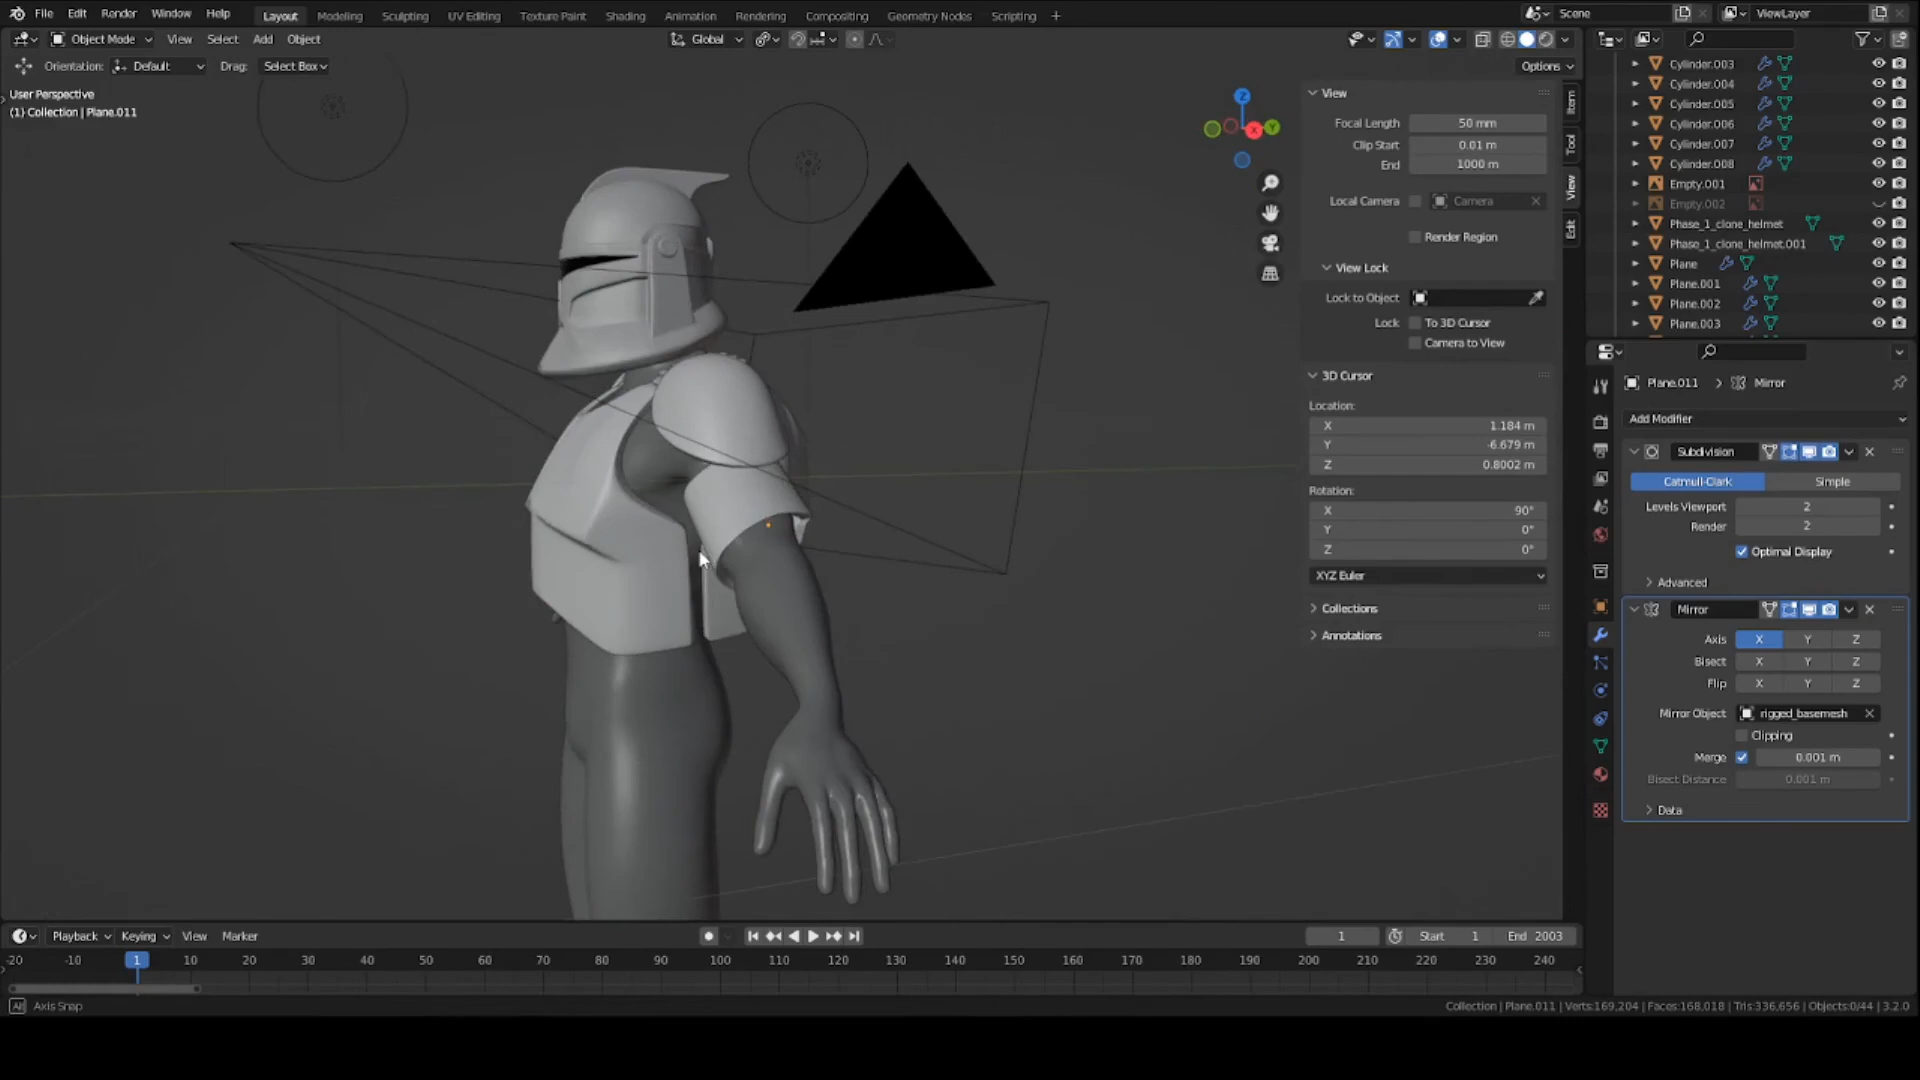 File Edit Render Window Help
Layout Modeling Sculpting UV Editing Texture Paint Shading Animation Rendering Compositing Geometry Nodes Scripting +
Scene
ViewLayer
Object Mode View Select Add Object
Global
Orientation: Default Drag: Select Box
Options
User Perspective
(1) Collection | Plane.011
Z
X
Y
Item
Tool
View
Edit
View
Focal Length 50 mm
Clip Start 0.01 m
End 1000 m
Local Camera Camera
Render Region
View Lock
Lock to Object
Lock To 3D Cursor
Camera to View
3D Cursor
Location:
X 1.184 m
Y -6.679 m
Z 0.8002 m
Rotation:
X 90°
Y 0°
Z 0°
XYZ Euler
Collections
Annotations
Cylinder.003
Cylinder.004
Cylinder.005
Cylinder.006
Cylinder.007
Cylinder.008
Empty.001
Empty.002
Phase_1_clone_helmet
Phase_1_clone_helmet.001
Plane
Plane.001
Plane.002
Plane.003
Plane.011 > Mirror
Add Modifier
Subdivision
Catmull-Clark Simple
Levels Viewport 2
Render 2
Optimal Display
Advanced
Mirror
Axis X Y Z
Bisect X Y Z
Flip X Y Z
Mirror Object rigged_basemesh
Clipping
Merge 0.001 m
Bisect Distance 0.001 m
Data
Playback Keying View Marker
1 Start 1 End 2003
-20 -10 1 10 20 30 40 50 60 70 80 90 100 110 120 130 140 150 160 170 180 190 200 210 220 230 240
Alt Axis Snap
Collection | Plane.011 | Verts:169,204 | Faces:168,018 | Tris:336,656 | Objects:0/44 | 3.2.0